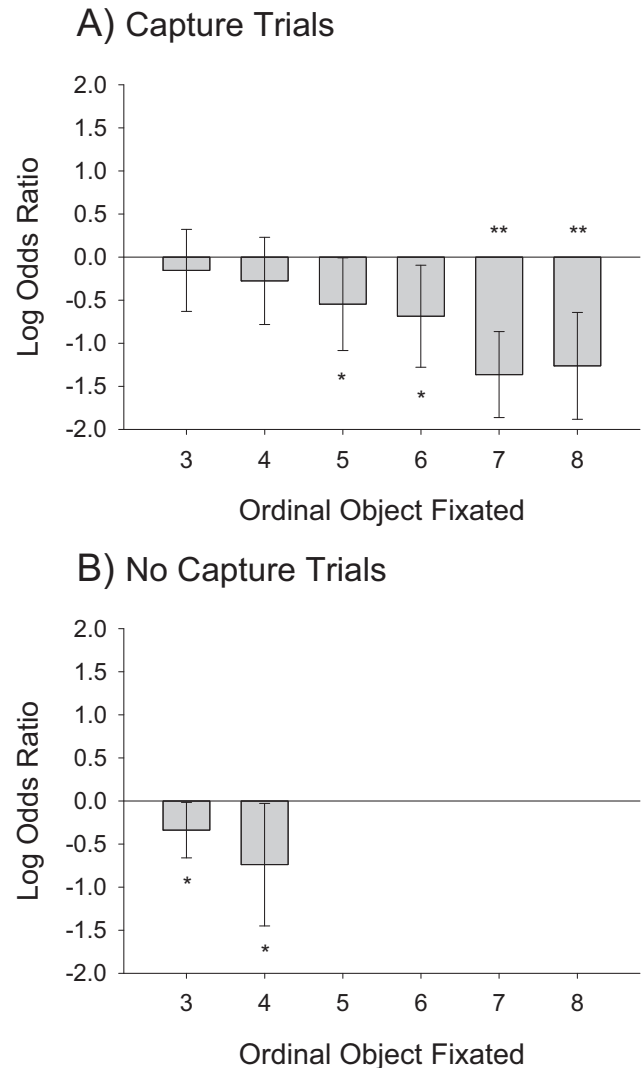 A) Capture Trials
2.0
1.5
1.0
0.5
0.0
-0.5
-1.0
-1.5
-2.0
Log Odds Ratio
** **
* *
3 4 5 6 7 8
Ordinal Object Fixated
B) No Capture Trials
2.0
1.5
1.0
0.5
0.0
-0.5
-1.0
-1.5
-2.0
Log Odds Ratio
*
*
3 4 5 6 7 8
Ordinal Object Fixated